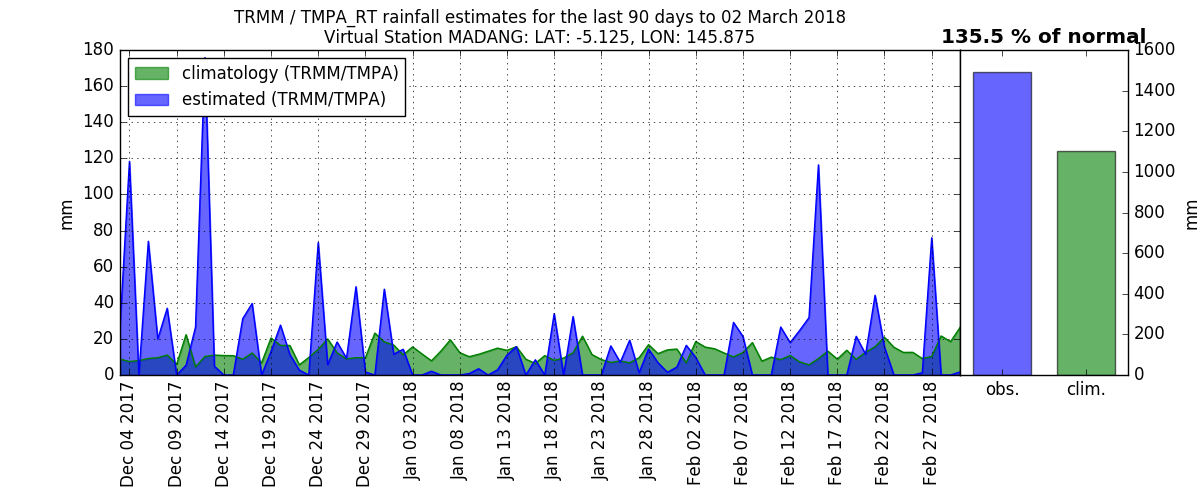 TRMM / TMPA_RT rainfall estimates for the last 90 days to 02 March 2018
Virtual Station MADANG: LAT: -5.125, LON: 145.875
135.5 % of normal
climatology (TRMM/TMPA)
estimated (TRMM/TMPA)
mm
180
160
140
120
100
80
60
40
20
0
Dec 04 2017
Dec 09 2017
Dec 14 2017
Dec 19 2017
Dec 24 2017
Dec 29 2017
Jan 03 2018
Jan 08 2018
Jan 13 2018
Jan 18 2018
Jan 23 2018
Jan 28 2018
Feb 02 2018
Feb 07 2018
Feb 12 2018
Feb 17 2018
Feb 22 2018
Feb 27 2018
1600
1400
1200
1000
800
600
400
200
0
mm
obs.
clim.